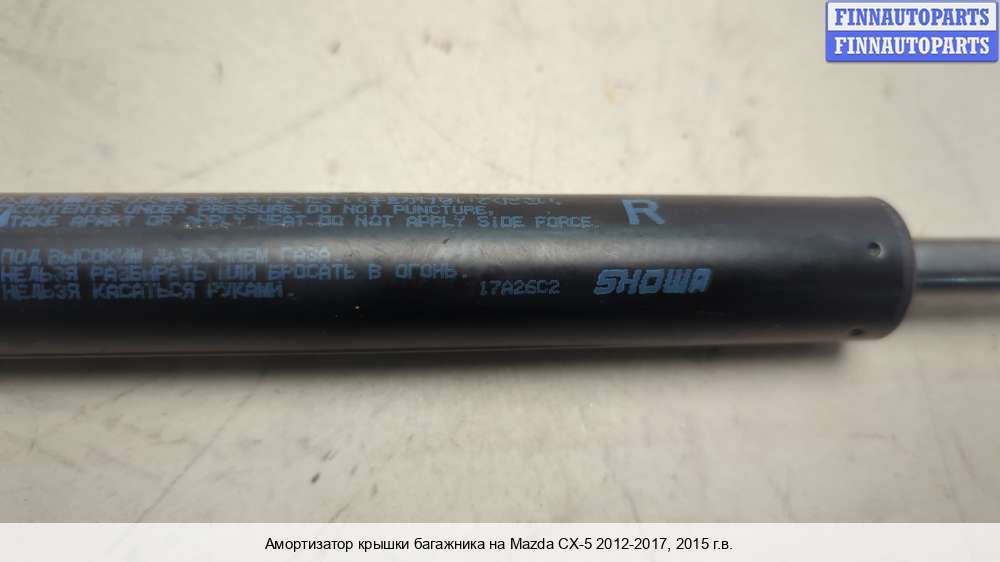 FINNAUTOPARTS
FINNAUTOPARTS
CONTENTS UNDER PRESSURE. DO NOT PUNCTURE,
TAKE APART OR APPLY HEAT. DO NOT APPLY SIDE FORCE.
R
ПОД ВЫСОКИМ ДАВЛЕНИЕМ ГАЗА.
НЕЛЬЗЯ РАЗБИРАТЬ ИЛИ БРОСАТЬ В ОГОНЬ.
НЕЛЬЗЯ КАСАТЬСЯ РУКАМИ.
17A26C2 SHOWA
Амортизатор крышки багажника на Mazda CX-5 2012-2017, 2015 г.в.